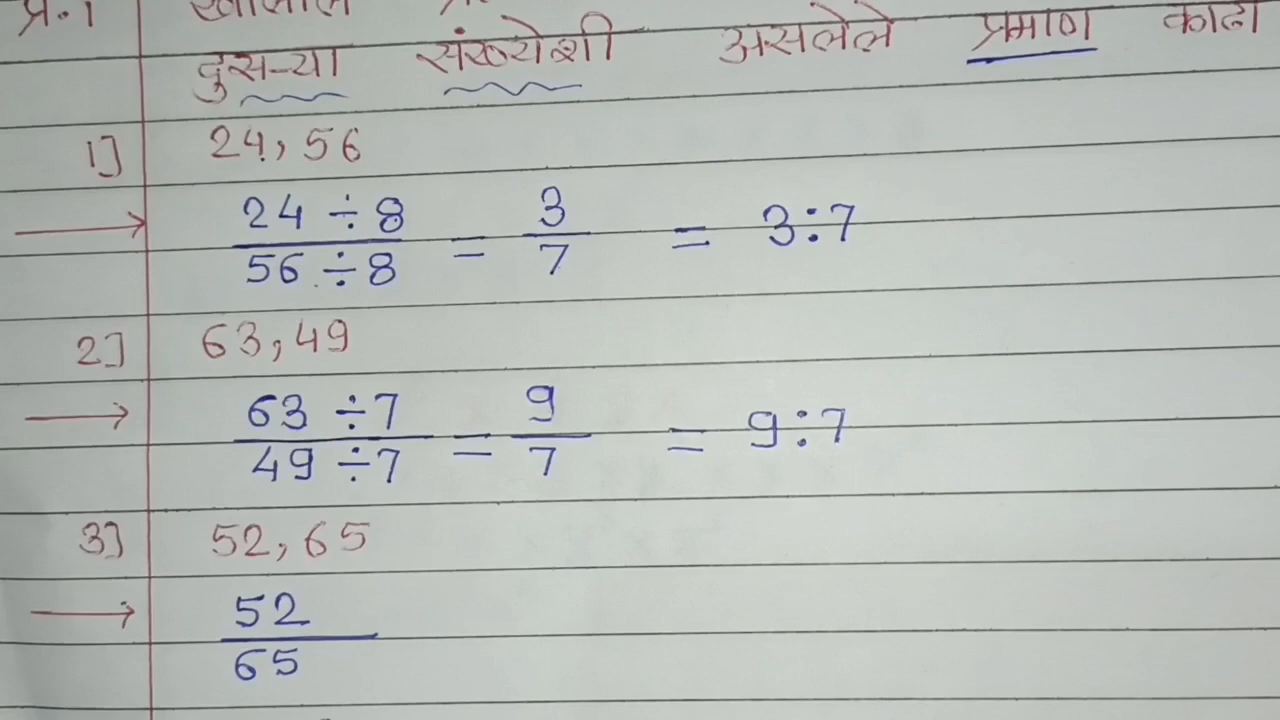 प्र.1
दुसऱ्या संख्येशी असलेले प्रमाण काढा
1] 24, 56
24 ÷ 8 / 56 ÷ 8 = 3 / 7 = 3:7
2] 63, 49
63 ÷ 7 / 49 ÷ 7 = 9 / 7 = 9:7
3] 52, 65
52 / 65